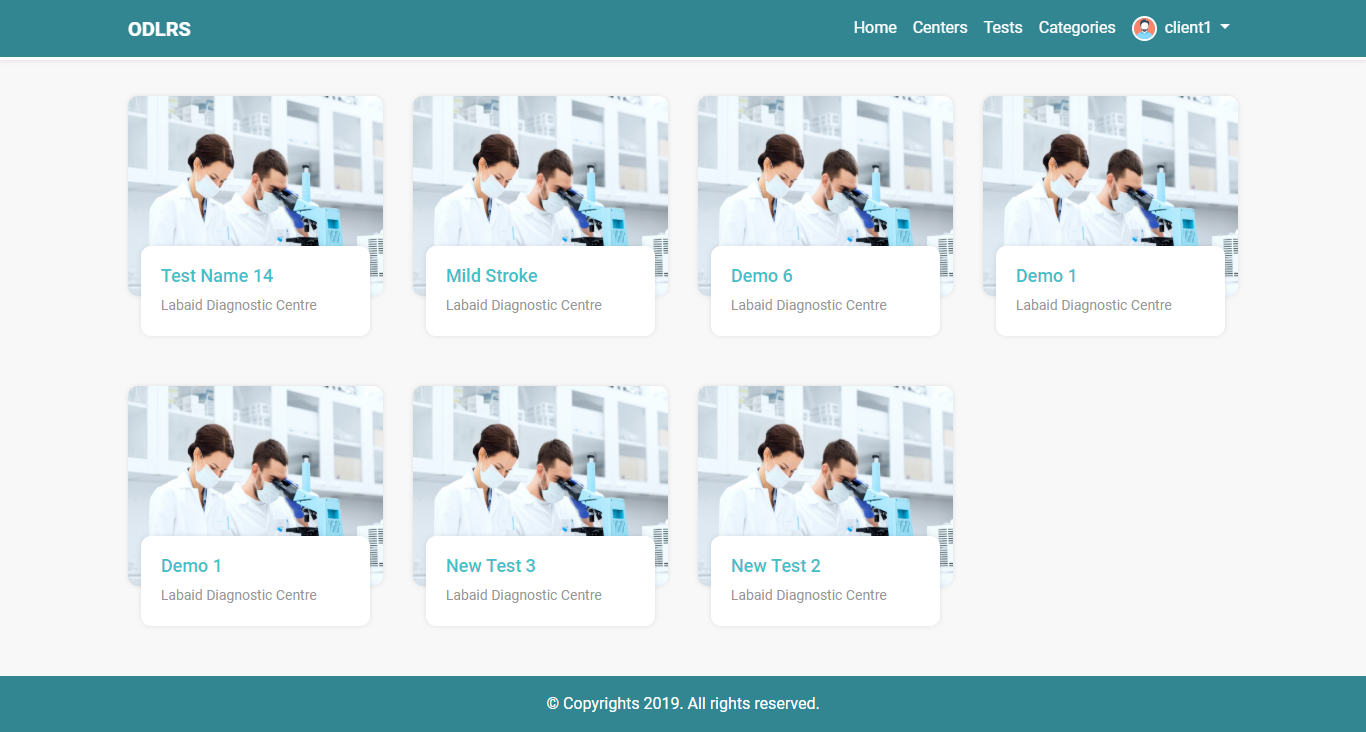 ODLRS
Home Centers Tests Categories client1
Test Name 14
Labaid Diagnostic Centre
Mild Stroke
Labaid Diagnostic Centre
Demo 6
Labaid Diagnostic Centre
Demo 1
Labaid Diagnostic Centre
Demo 1
Labaid Diagnostic Centre
New Test 3
Labaid Diagnostic Centre
New Test 2
Labaid Diagnostic Centre
© Copyrights 2019. All rights reserved.